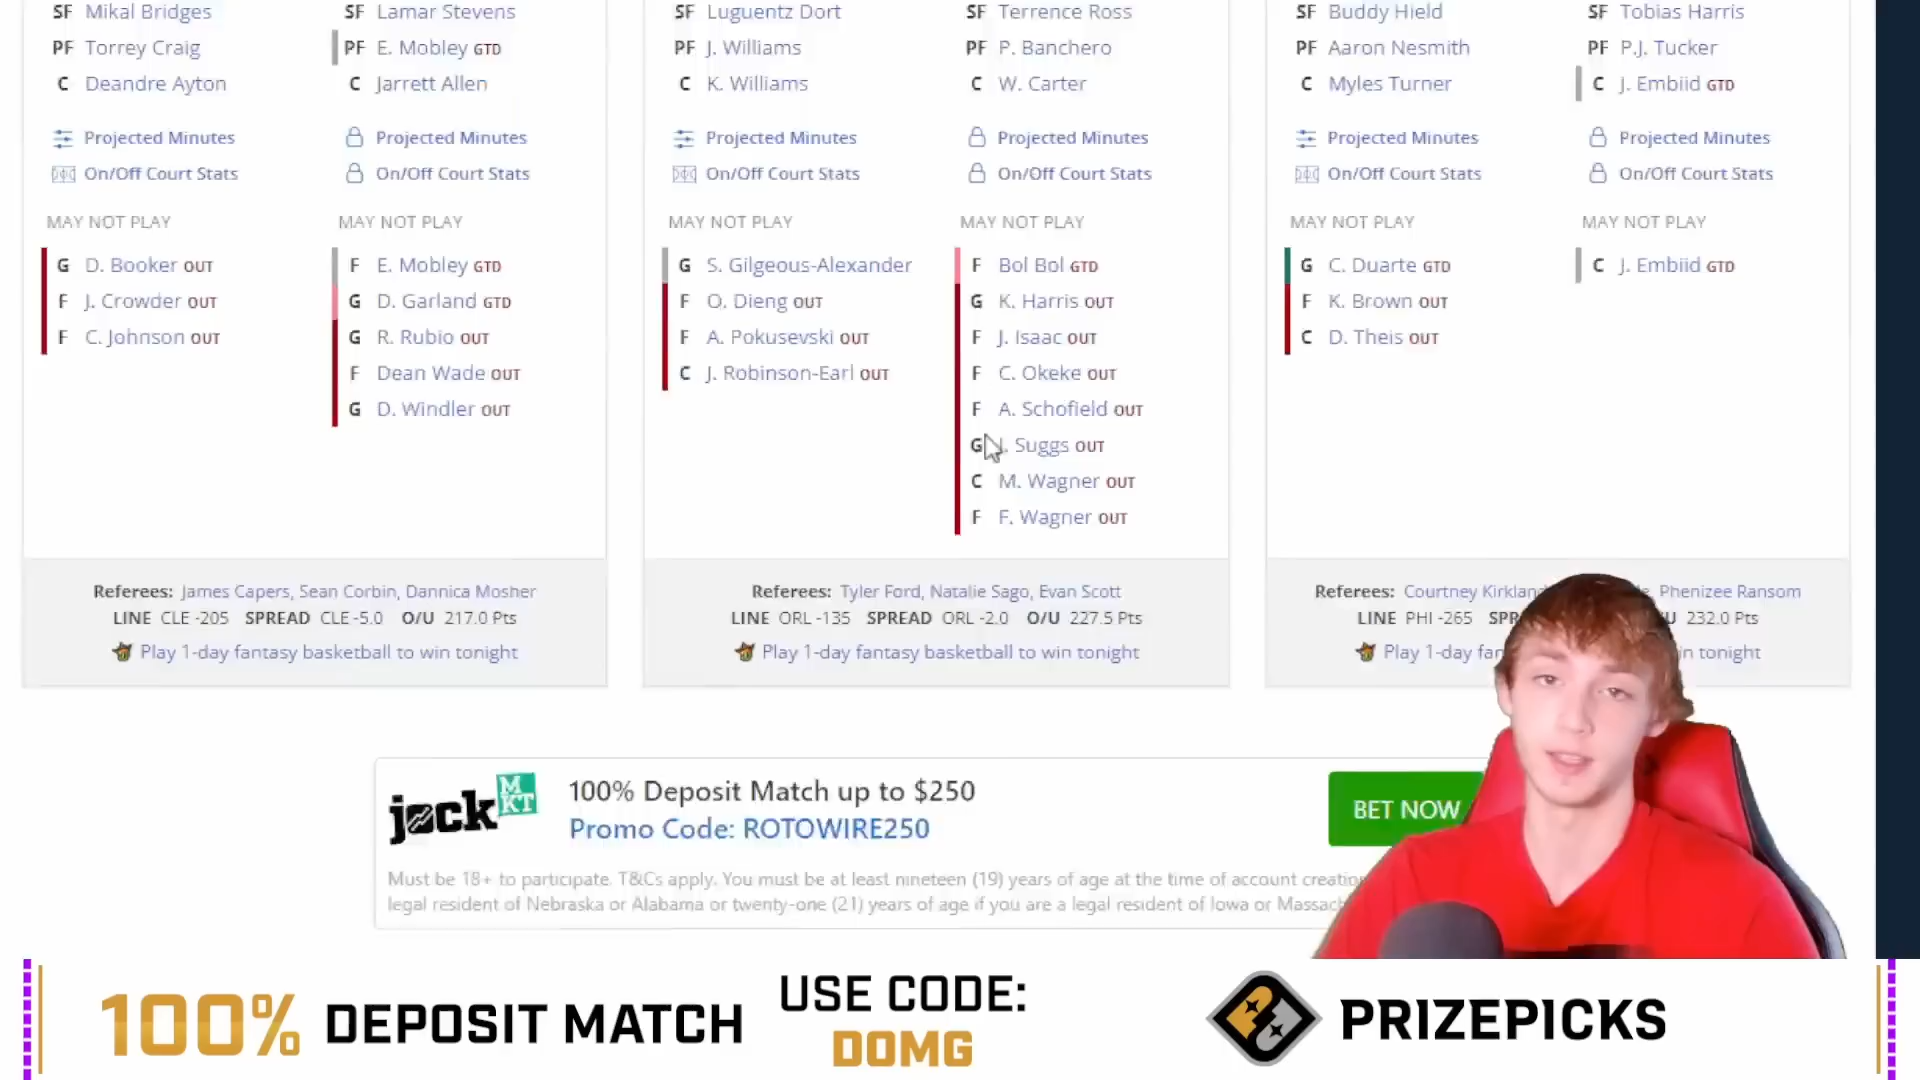 SF Mikal Bridges
PF Torrey Craig
C Deandre Ayton
Projected Minutes
On/Off Court Stats
MAY NOT PLAY
G D. Booker OUT
F J. Crowder OUT
F C. Johnson OUT
SF Lamar Stevens
PF E. Mobley GTD
C Jarrett Allen
Projected Minutes
On/Off Court Stats
MAY NOT PLAY
F E. Mobley GTD
G D. Garland GTD
G R. Rubio OUT
F Dean Wade OUT
G D. Windler OUT
Referees: James Capers, Sean Corbin, Dannica Mosher
LINE CLE -205 SPREAD CLE -5.0 O/U 217.0 Pts
Play 1-day fantasy basketball to win tonight
SF Luguentz Dort
PF J. Williams
C K. Williams
Projected Minutes
On/Off Court Stats
MAY NOT PLAY
G S. Gilgeous-Alexander
F O. Dieng OUT
F A. Pokusevski OUT
C J. Robinson-Earl OUT
SF Terrence Ross
PF P. Banchero
C W. Carter
Projected Minutes
On/Off Court Stats
MAY NOT PLAY
F Bol Bol GTD
G K. Harris OUT
F J. Isaac OUT
F C. Okeke OUT
F A. Schofield OUT
G Suggs OUT
C M. Wagner OUT
F F. Wagner OUT
Referees: Tyler Ford, Natalie Sago, Evan Scott
LINE ORL -135 SPREAD ORL -2.0 O/U 227.5 Pts
Play 1-day fantasy basketball to win tonight
SF Buddy Hield
PF Aaron Nesmith
C Myles Turner
Projected Minutes
On/Off Court Stats
MAY NOT PLAY
G C. Duarte GTD
F K. Brown OUT
C D. Theis OUT
SF Tobias Harris
PF P.J. Tucker
C J. Embiid GTD
Projected Minutes
On/Off Court Stats
MAY NOT PLAY
C J. Embiid GTD
Referees: Courtney Phenizee Ransom
LINE PHI -265 232.0 Pts
Play 1-day in tonight
jock MKT
100% Deposit Match up to $250
Promo Code: ROTOWIRE250
BET NOW
Must be 18+ to participate. T&Cs apply. You must be at least nineteen (19) years of age at the time of account
legal resident of Nebraska or Alabama or twenty-one (21) years of age if you are a legal resident of Iowa or
100% DEPOSIT MATCH
USE CODE:
DOMG
PRIZEPICKS